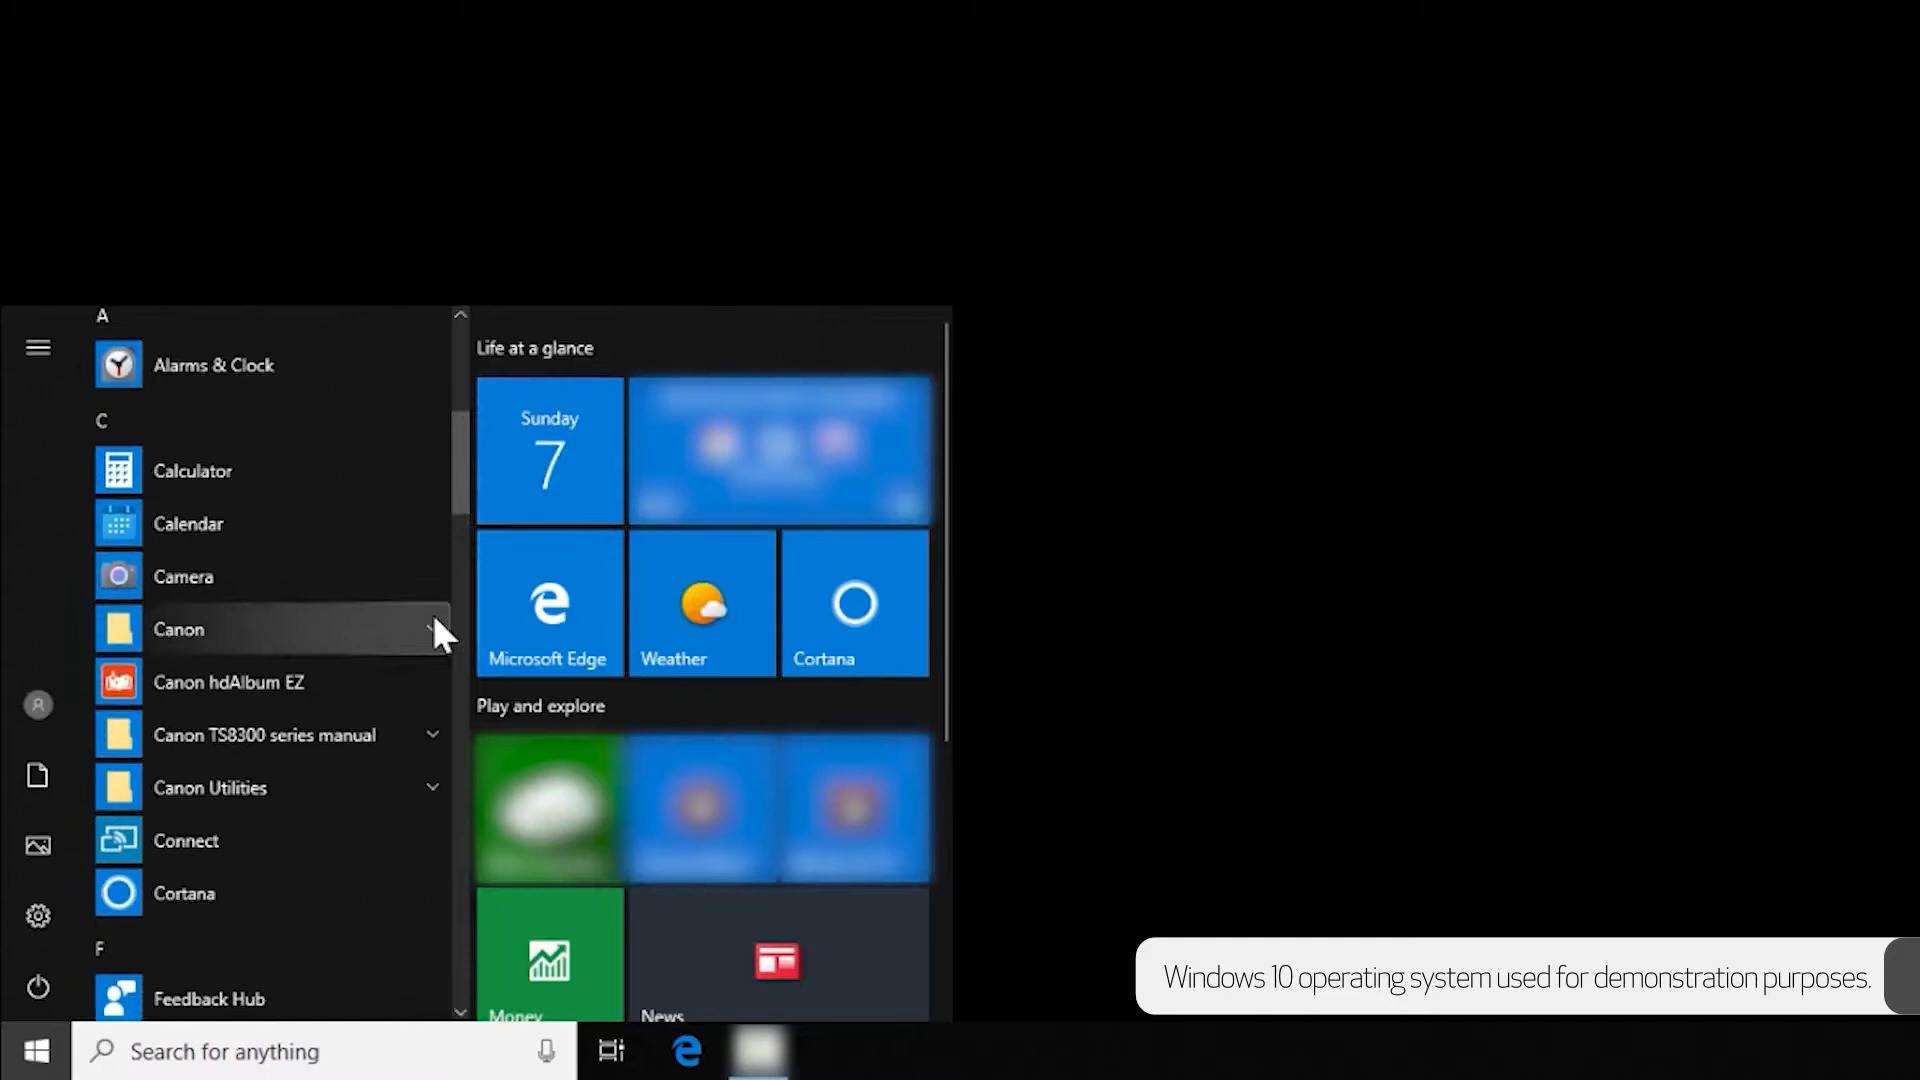 A
Alarms & Clock
C
Calculator
Calendar
Camera
Canon
Canon hdAlbum EZ
Canon TS8300 series manual
Canon Utilities
Connect
Cortana
F
Feedback Hub
Life at a glance
Sunday
7
Microsoft Edge
Weather
Cortana
Play and explore
Money
News
Windows 10 operating system used for demonstration purposes.
Search for anything